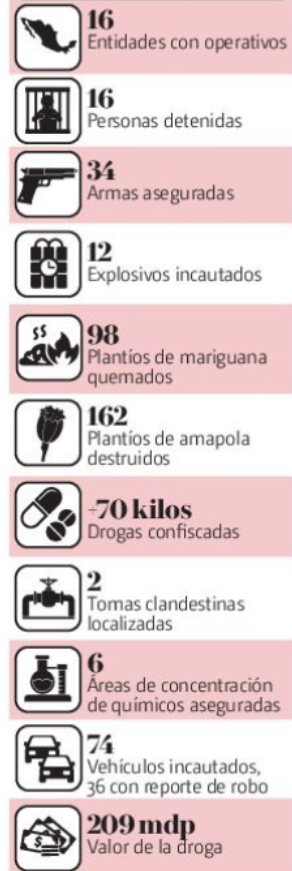 16
Entidades con operativos
16
Personas detenidas
34
Armas aseguradas
12
Explosivos incautados
98
Plantíos de mariguana
quemados
162
Plantíos de amapola
destruidos
+70 kilos
Drogas confiscadas
2
Tomas clandestinas
localizadas
6
Áreas de concentración
de químicos aseguradas
74
Vehículos incautados,
36 con reporte de robo
209 mdp
Valor de la droga